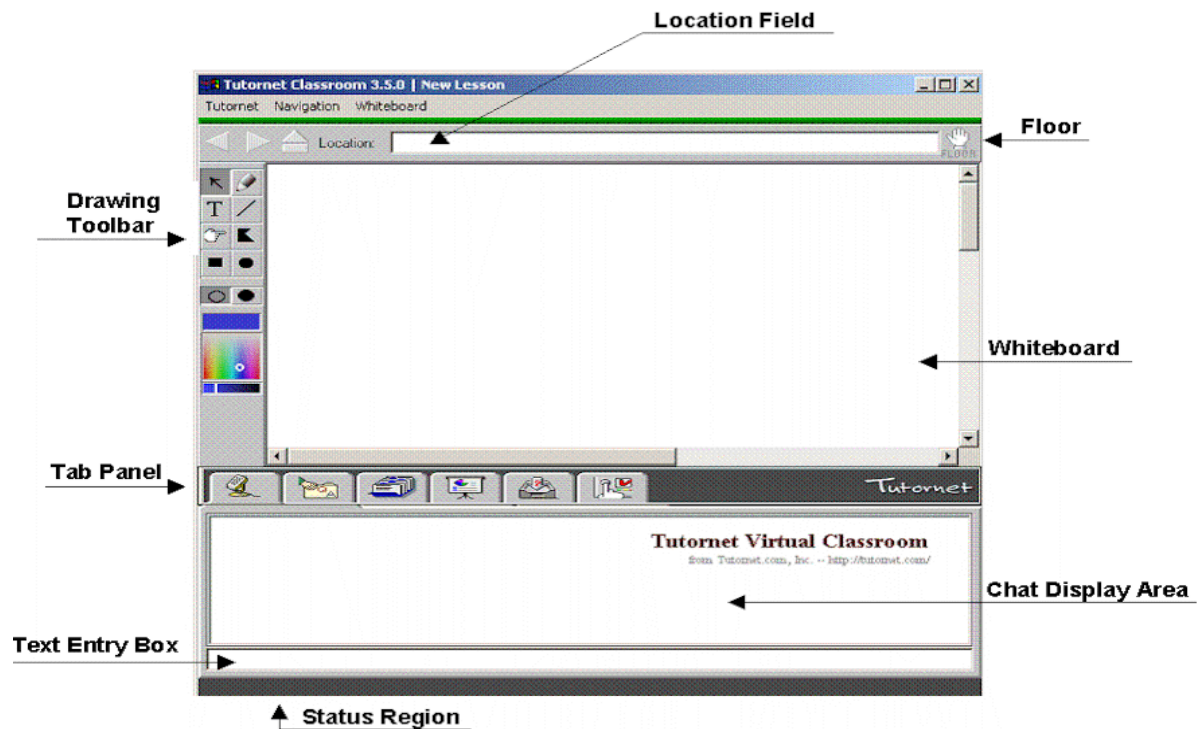 Location Field
Tutornet Classroom 3.5.0 | New Lesson
Tutornet Navigation Whiteboard
Location:
FLOOR
Floor
Drawing
Toolbar
T
Whiteboard
Tab Panel
Tutornet
Tutornet Virtual Classroom
from Tutornet.com, Inc. -- http://tutornet.com/
Chat Display Area
Text Entry Box
Status Region